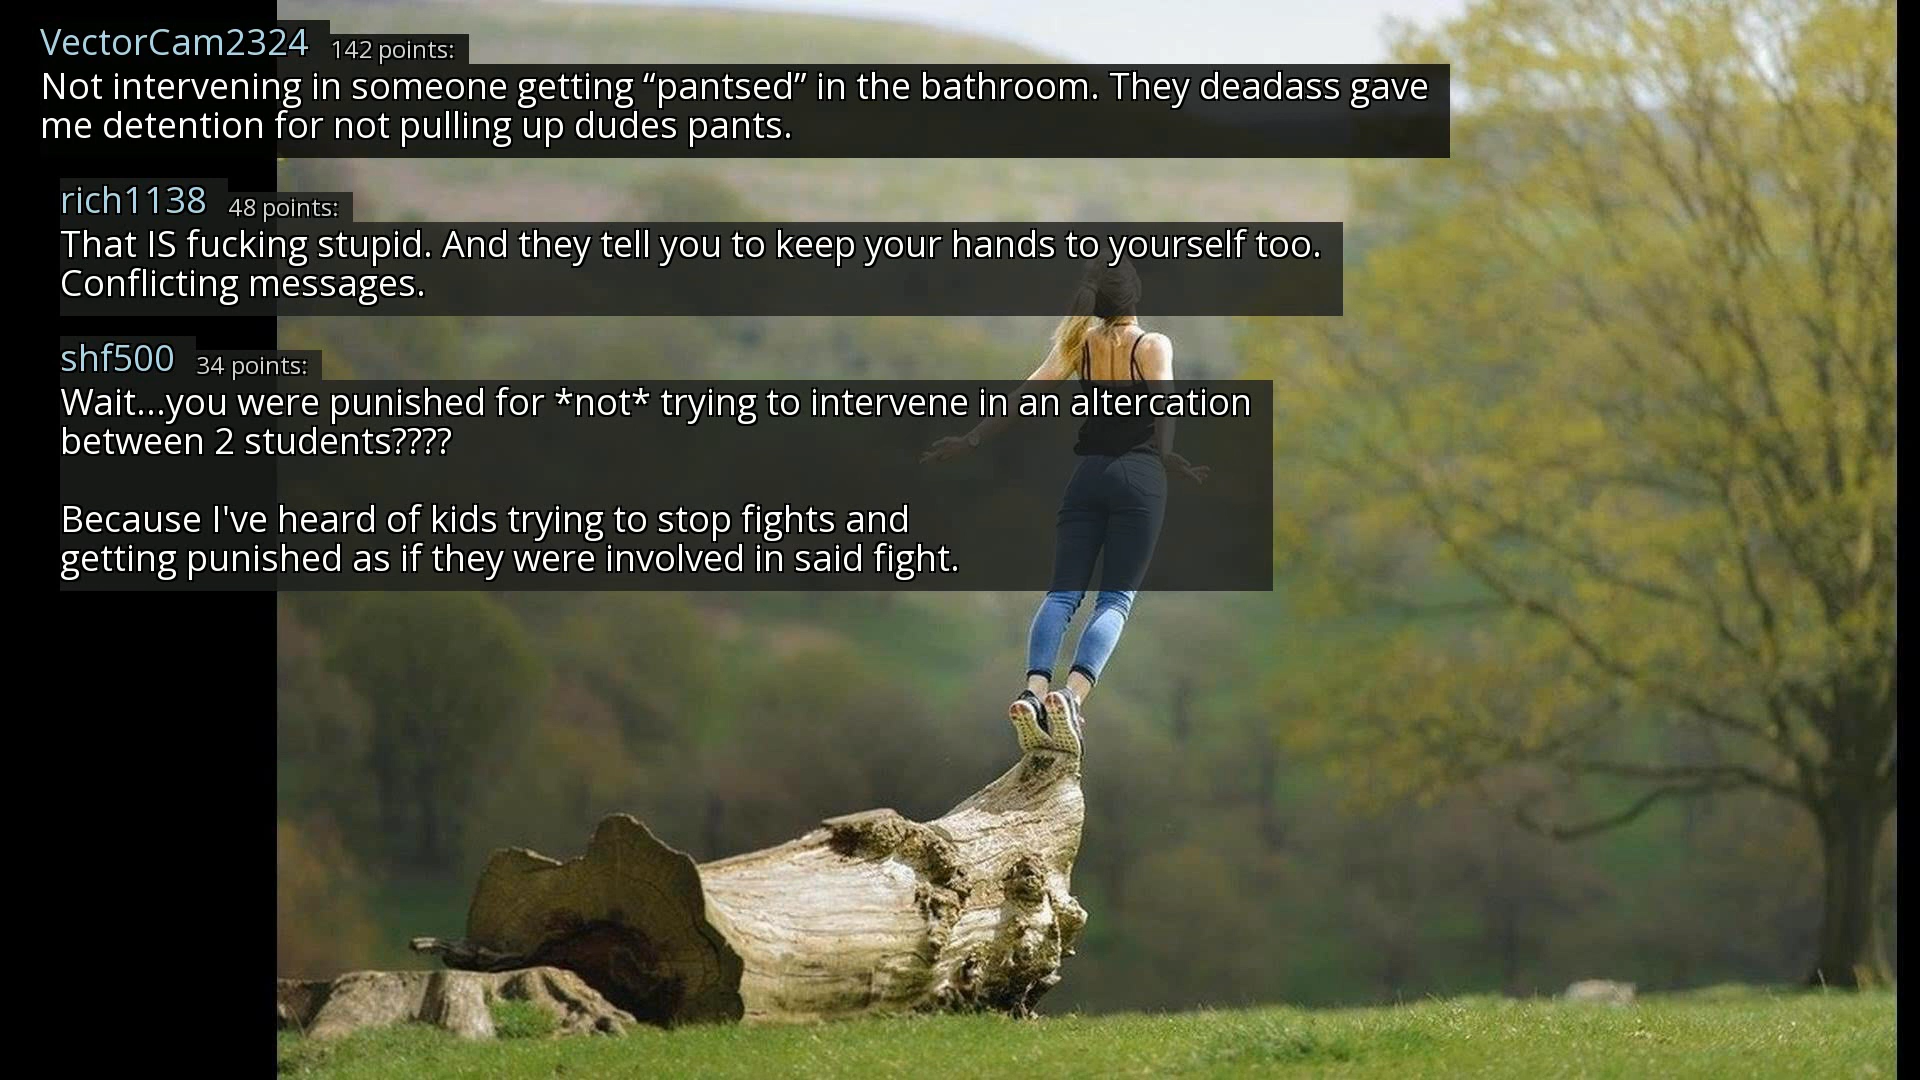 VectorCam2324 142 points:
Not intervening in someone getting “pantsed” in the bathroom. They deadass gave
me detention for not pulling up dudes pants.
rich1138 48 points:
That IS fucking stupid. And they tell you to keep your hands to yourself too.
Conflicting messages.
shf500 34 points:
Wait...you were punished for *not* trying to intervene in an altercation
between 2 students????
Because I've heard of kids trying to stop fights and
getting punished as if they were involved in said fight.